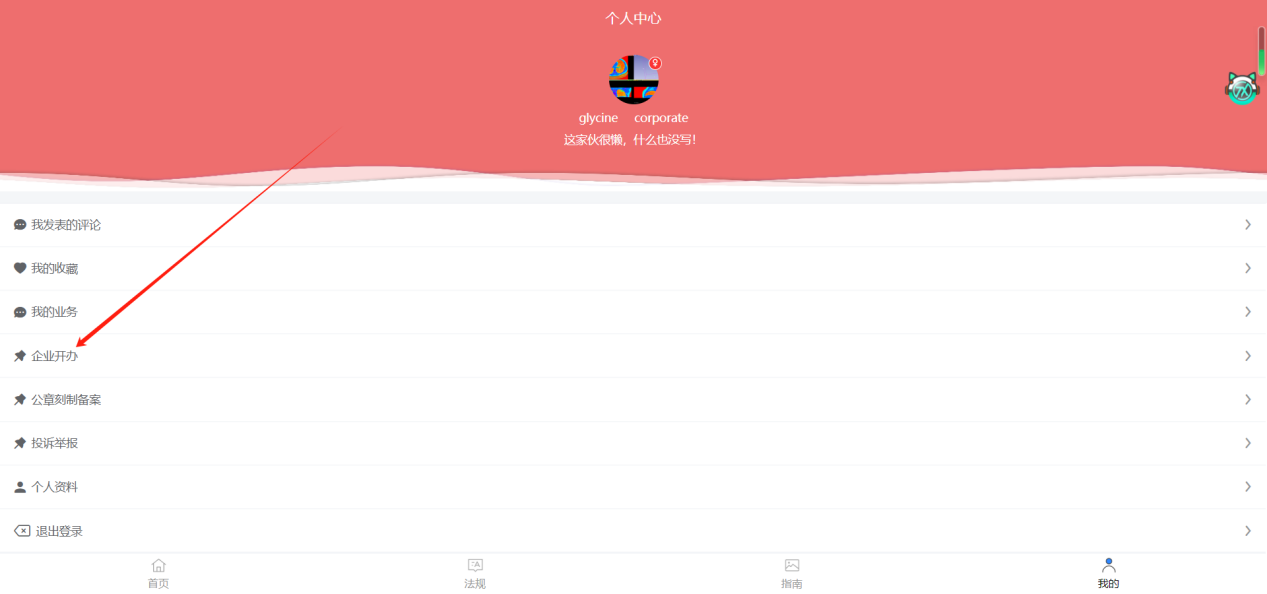 个人中心
glycine corporate
这家伙很懒，什么也没写！
我发表的评论
我的收藏
我的业务
企业开办
公章刻制备案
投诉举报
个人资料
退出登录
首页 法规 指南 我的